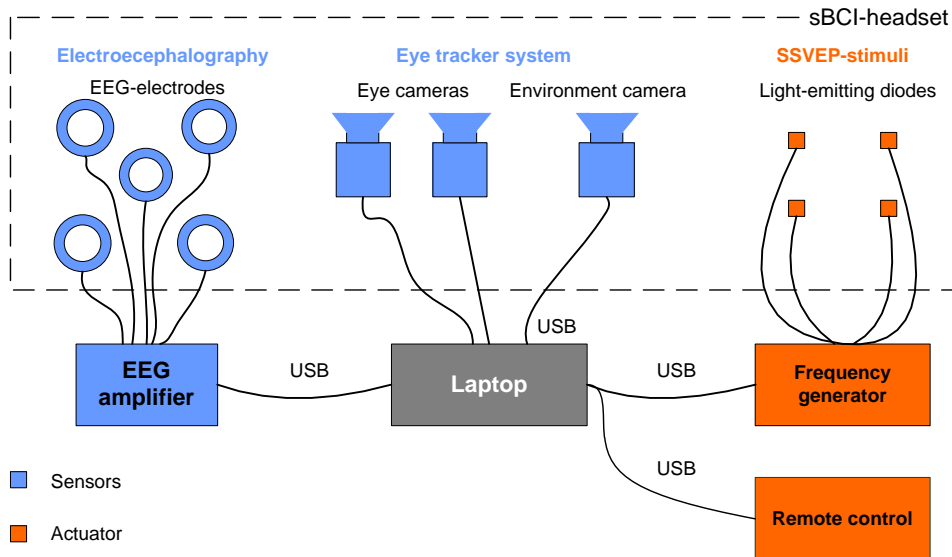 sBCI-headset
Electroecephalography
Eye tracker system
SSVEP-stimuli
EEG-electrodes
Eye cameras
Environment camera
Light-emitting diodes
USB
EEG
amplifier
USB
Laptop
USB
Frequency
generator
USB
Sensors
Remote control
Actuator